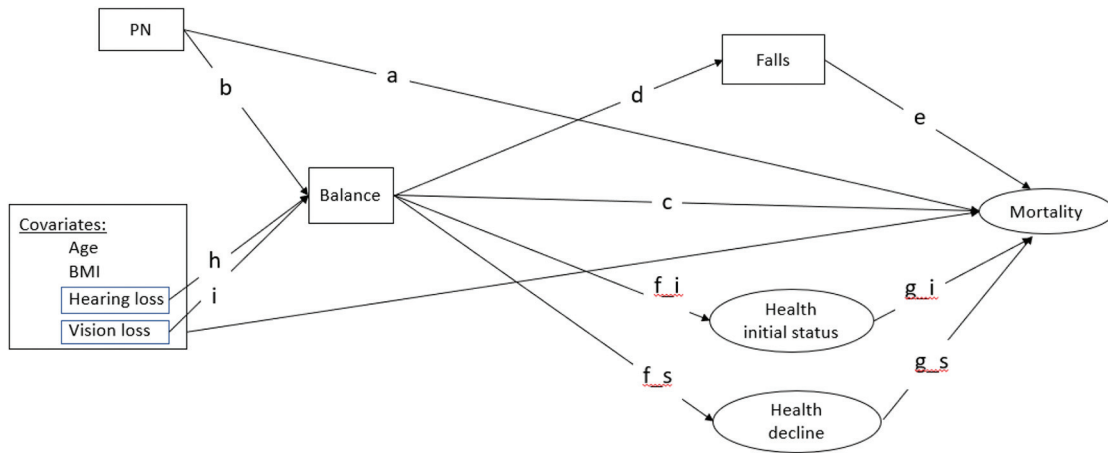 PN
a
b
Falls
d
e
Balance
c
Mortality
Covariates:
Age
BMI
Hearing loss
Vision loss
h
i
f_i
g_i
Health
initial status
f_s
g_s
Health
decline